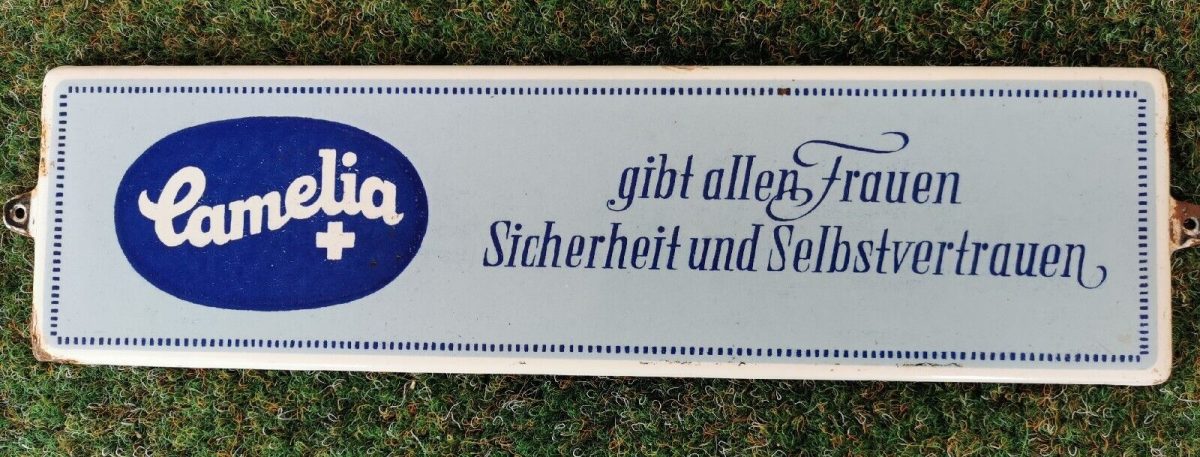 Camelia
gibt allen Frauen
Sicherheit und Selbstvertrauen